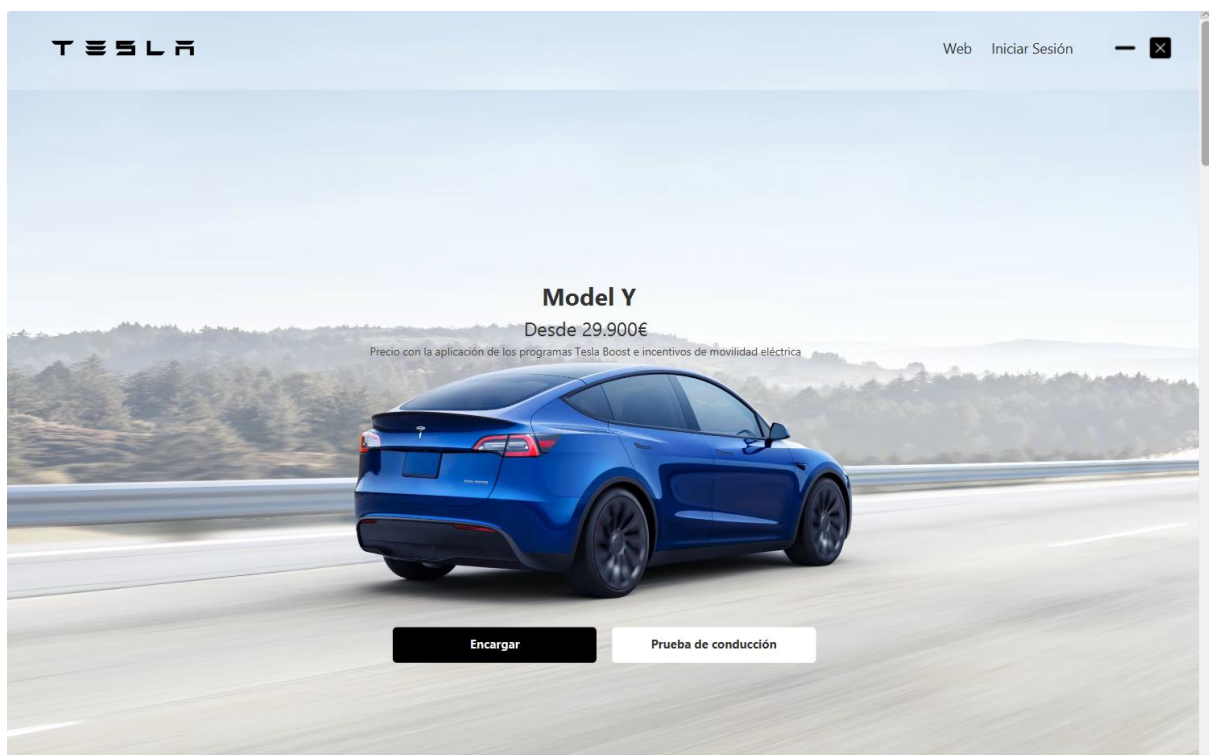 TESLA
Web Iniciar Sesión
Model Y
Desde 29.900€
Precio con la aplicación de los programas Tesla Boost e incentivos de movilidad eléctrica
Encargar Prueba de conducción